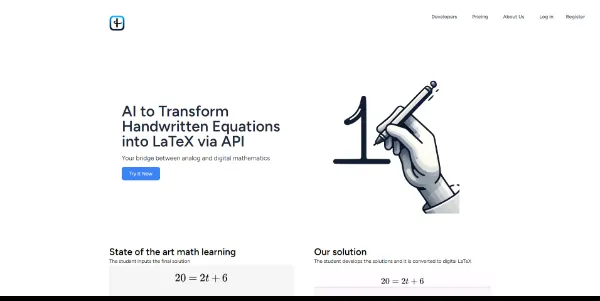 Developers Pricing About Us Log in Register
AI to Transform
Handwritten Equations
into LaTeX via API
Your bridge between analog and digital mathematics
Try It Now
1
State of the art math learning
The student inputs the final solution
20 = 2t + 6
Our solution
The student develops the solutions and it is converted to digital LaTeX
20 = 2t + 6